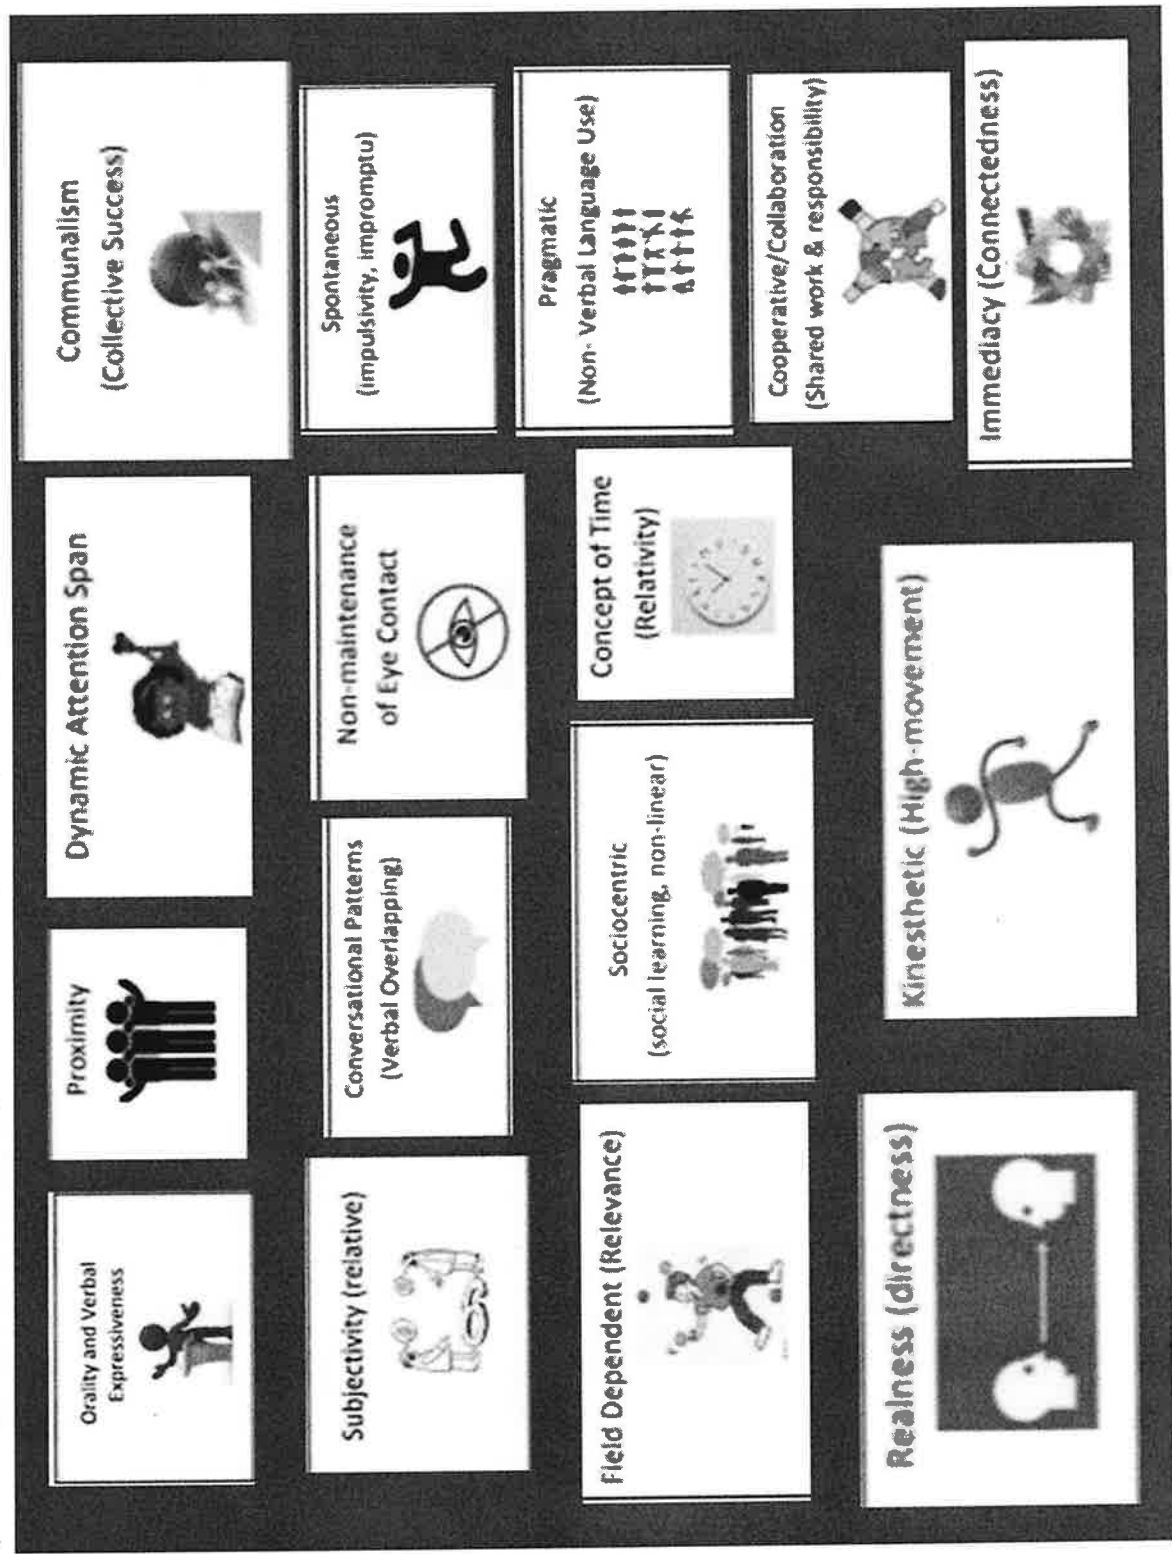 Orality and Verbal
Expressiveness
Proximity
Dynamic Attention Span
Communalism
(Collective Success)
Subjectivity (relative)
Conversational Patterns
(Verbal Overlapping)
Non-maintenance
of Eye Contact
Spontaneous
(impulsivity, impromptu)
Field Dependent (Relevance)
Sociocentric
(social learning, non-linear)
Concept of Time
(Relativity)
Pragmatic
(Non- Verbal Language Use)
Cooperative/Collaboration
(Shared work & responsibility)
Realness (directness)
Kinesthetic (High-movement)
Immediacy (Connectedness)